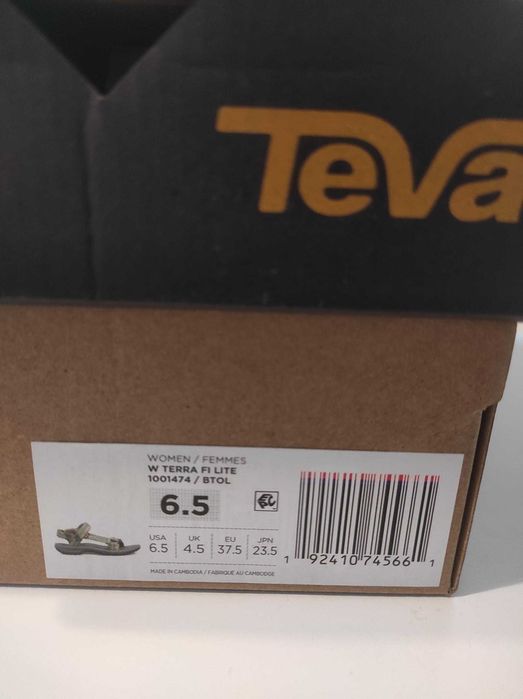 Teva
WOMEN / FEMMES
W TERRA FI LITE
1001474 / BTOL
6.5
USA UK EU JPN
6.5 4.5 37.5 23.5
1 92410 74566 1
MADE IN CAMBODIA / FABRIQUÉ AU CAMBODGE